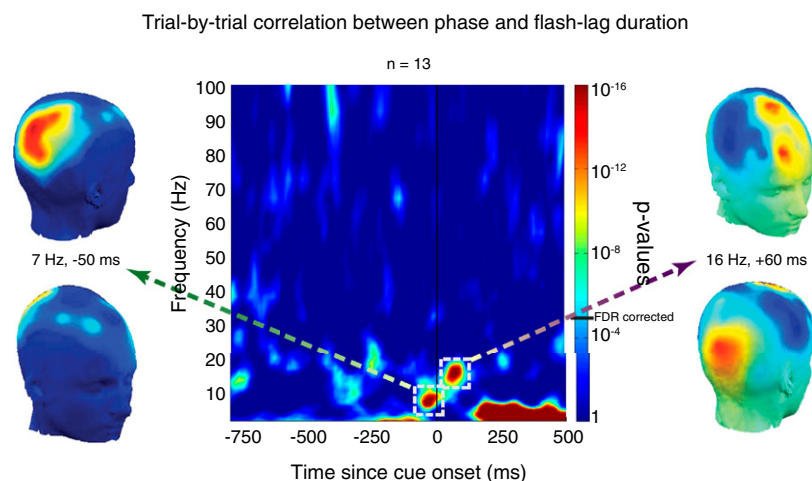 Trial-by-trial correlation between phase and flash-lag duration
n = 13
100
90
80
70
60
50
40
30
20
10
Frequency (Hz)
-750
-500
-250
0
250
500
Time since cue onset (ms)
10-16
10-12
10-8
10-4
1
p-values
FDR corrected
7 Hz, -50 ms
16 Hz, +60 ms